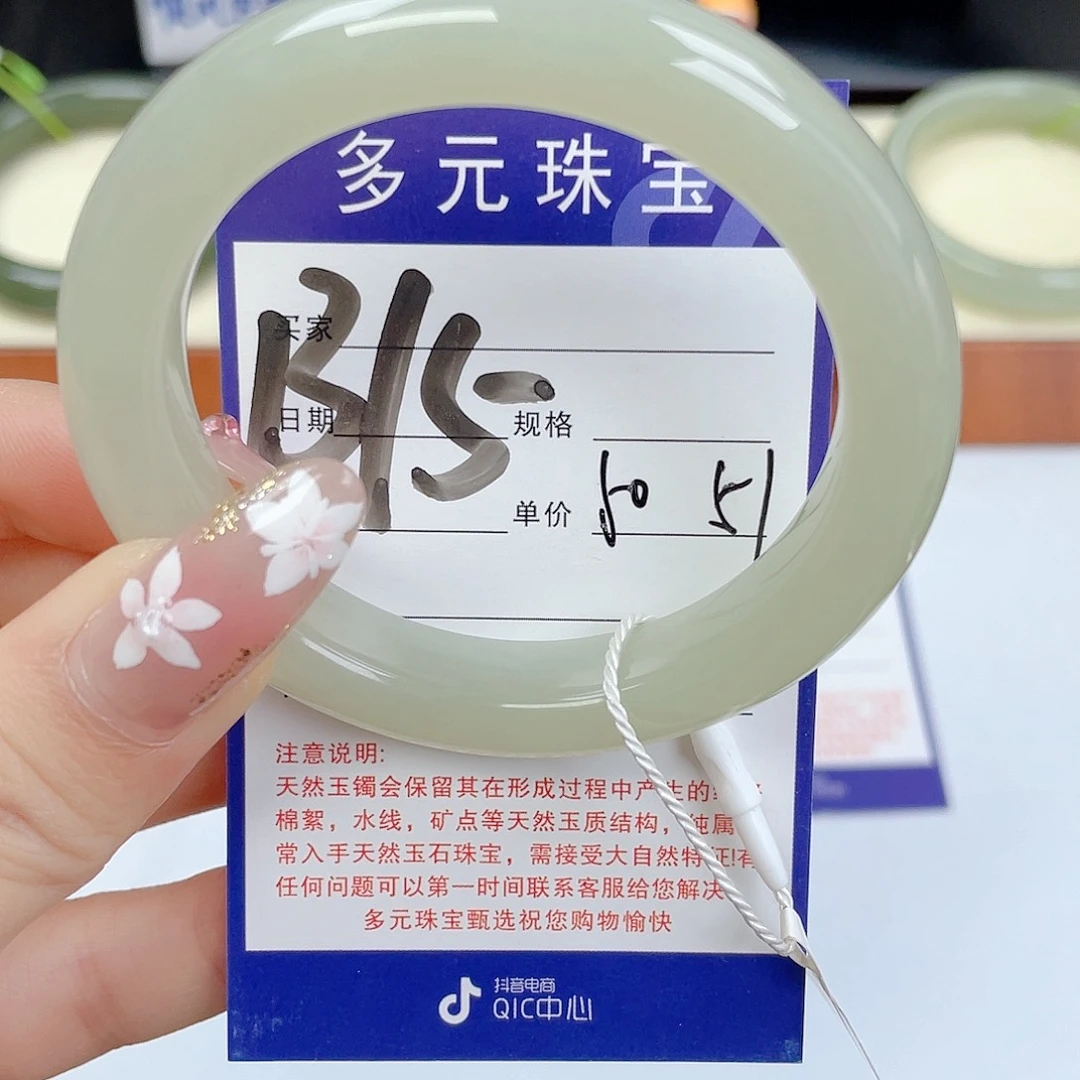 多元珠宝
买家
B15
日期 规格
单价 50 51
注意说明:
天然玉镯会保留其在形成过程中产生的
棉絮，水线，矿点等天然玉质结构，纯属
常入手天然玉石珠宝，需接受大自然特征!有
任何问题可以第一时间联系客服给您解决
多元珠宝甄选祝您购物愉快
抖音电商
QIC中心